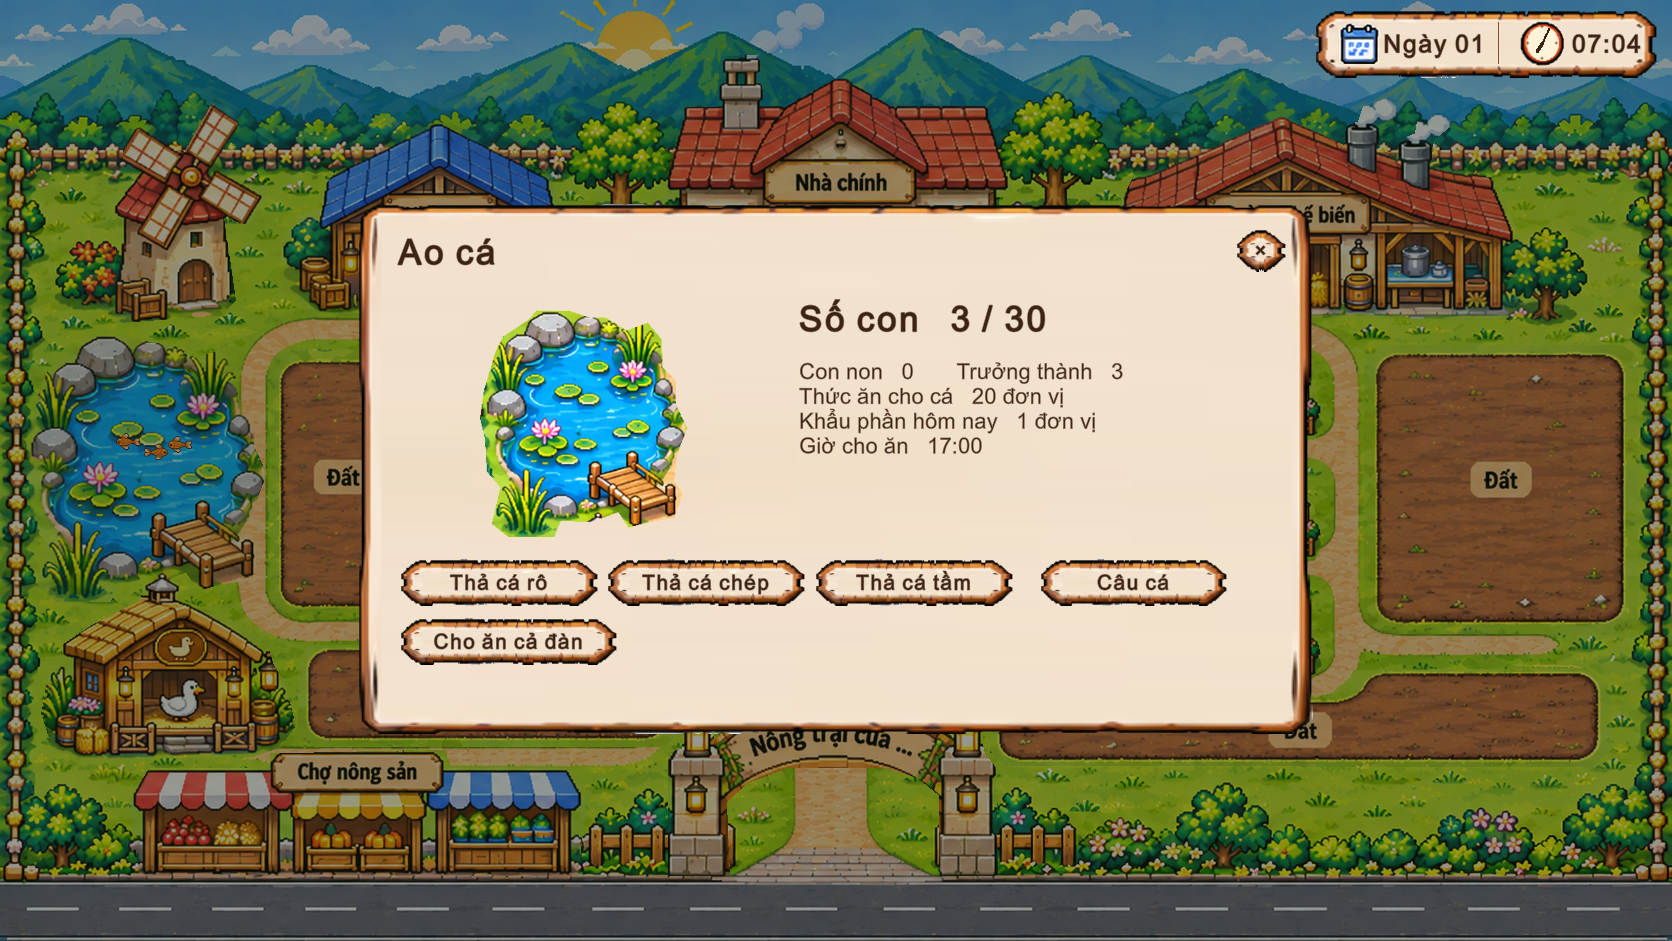 Ngày 01
07:04
Nhà chính
ế biến
Ao cá
×
Số con 3 / 30
Con non 0 Trưởng thành 3
Thức ăn cho cá 20 đơn vị
Khẩu phần hôm nay 1 đơn vị
Giờ cho ăn 17:00
Đất
Đất
Thả cá rô
Thả cá chép
Thả cá tầm
Câu cá
Cho ăn cả đàn
Đất
Nông trại của ...
Chợ nông sản